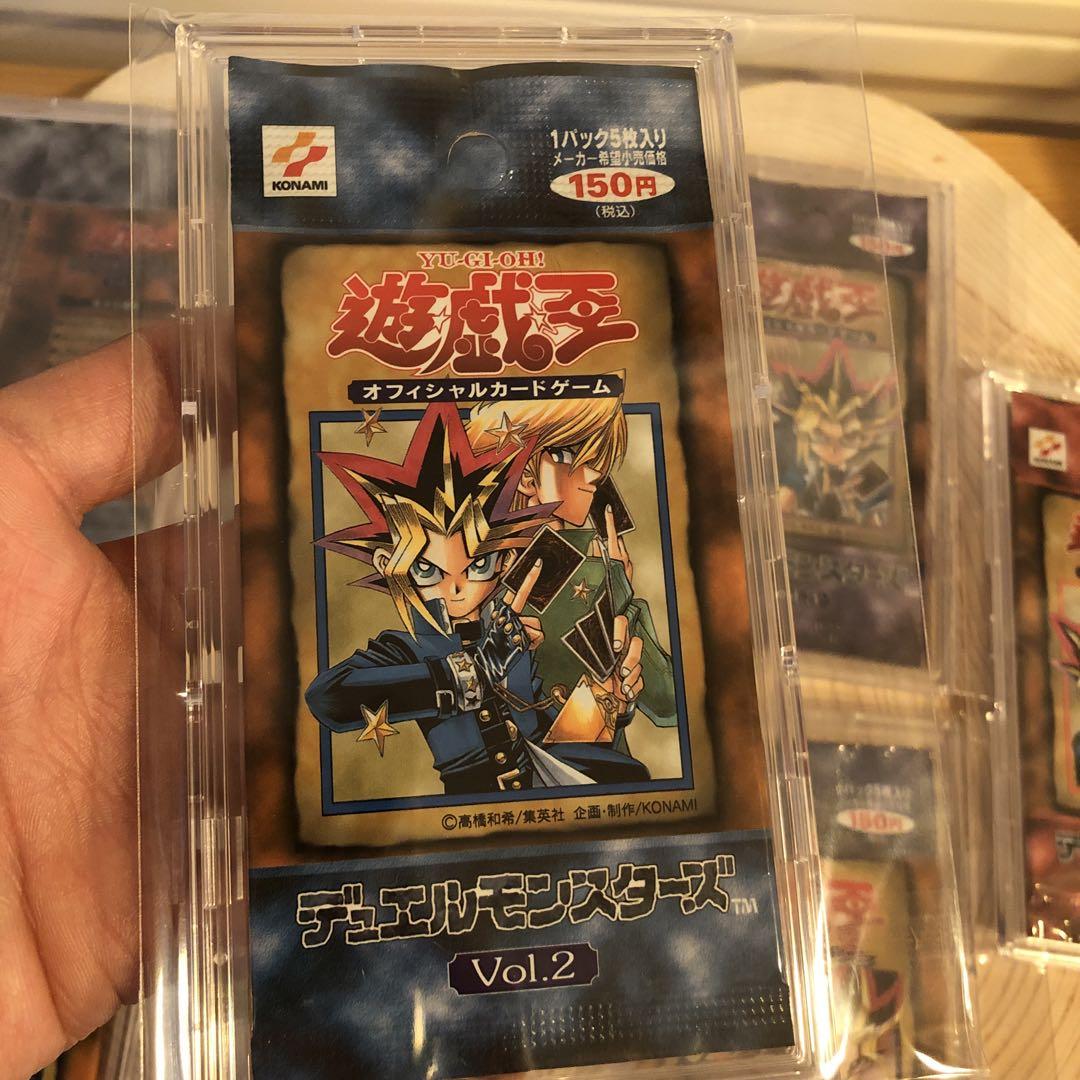 KONAMI
1パック5枚入り
メーカー希望小売価格
150円
(税込)
YU-GI-OH!
遊戯王
オフィシャルカードゲーム
©高橋和希/集英社 企画・制作/KONAMI
デュエルモンスターズ™
Vol.2
KONAMI